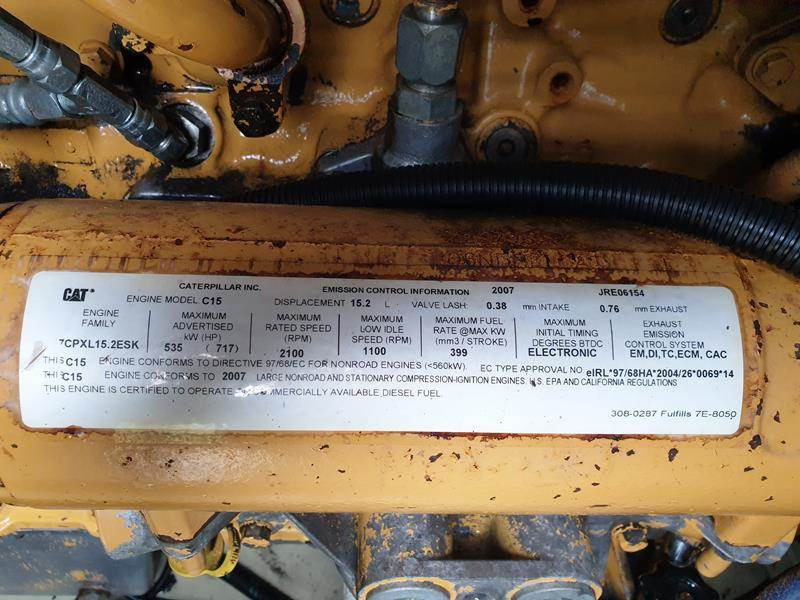 CAT® CATERPILLAR INC. EMISSION CONTROL INFORMATION 2007 JRE06154
ENGINE MODEL C15 DISPLACEMENT 15.2 L VALVE LASH: 0.38 mm INTAKE 0.76 mm EXHAUST
ENGINE FAMILY
7CPXL15.2ESK
MAXIMUM ADVERTISED kW (HP)
535 (717)
MAXIMUM RATED SPEED (RPM)
2100
MAXIMUM LOW IDLE SPEED (RPM)
1100
MAXIMUM FUEL RATE @MAX KW (mm3 / STROKE)
399
MAXIMUM INITIAL TIMING DEGREES BTDC
ELECTRONIC
EXHAUST EMISSION CONTROL SYSTEM
EM,DI,TC,ECM, CAC
THIS C15 ENGINE CONFORMS TO DIRECTIVE 97/68/EC FOR NONROAD ENGINES (<560kW). EC TYPE APPROVAL NO eIRL*97/68HA*2004/26*0069*14
THIS C15 ENGINE CONFORMS TO 2007 LARGE NONROAD AND STATIONARY COMPRESSION-IGNITION ENGINES. U.S. EPA AND CALIFORNIA REGULATIONS
THIS ENGINE IS CERTIFIED TO OPERATE COMMERCIALLY AVAILABLE DIESEL FUEL.
308-0287 Fulfills 7E-8050